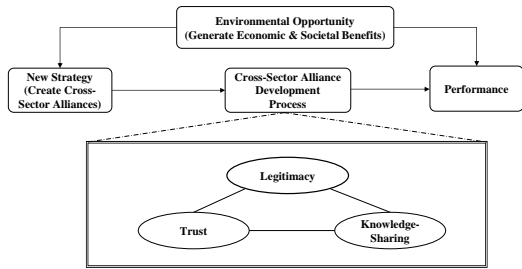 Environmental Opportunity
(Generate Economic & Societal Benefits)
New Strategy
(Create Cross-
Sector Alliances)
Cross-Sector Alliance
Development
Process
Performance
Legitimacy
Trust
Knowledge-
Sharing